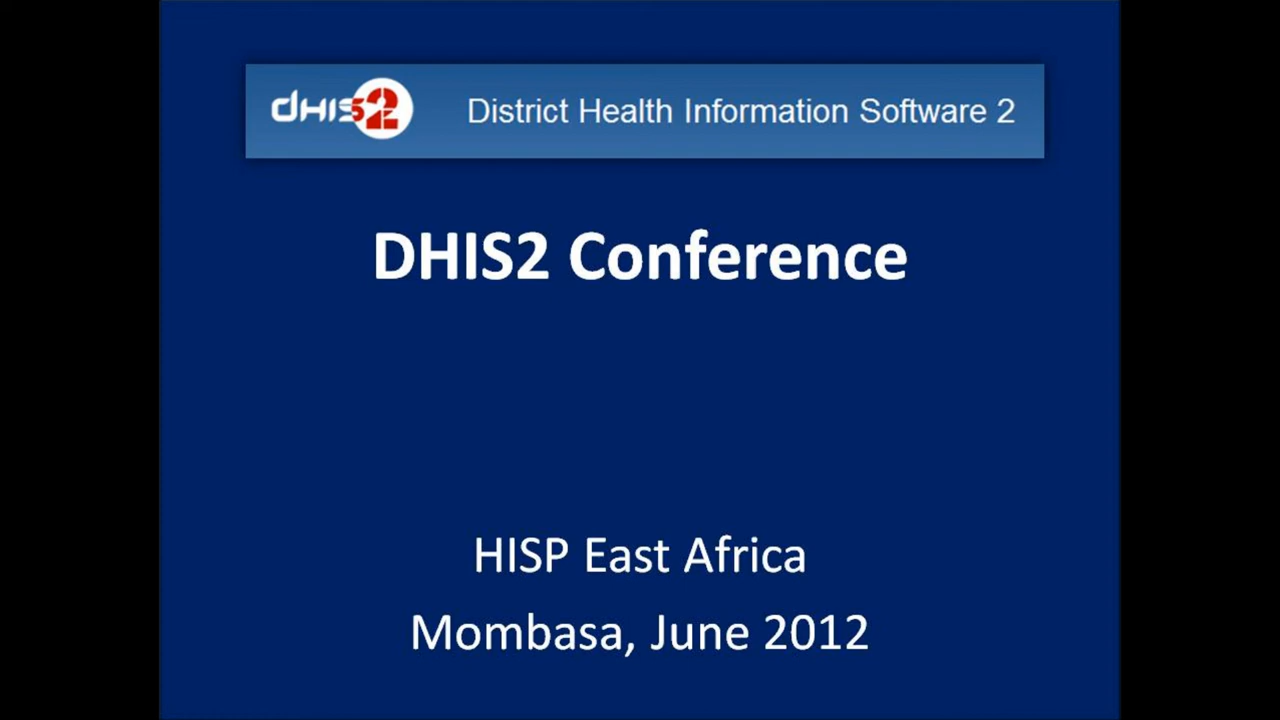 dhis2 District Health Information Software 2
DHIS2 Conference
HISP East Africa
Mombasa, June 2012